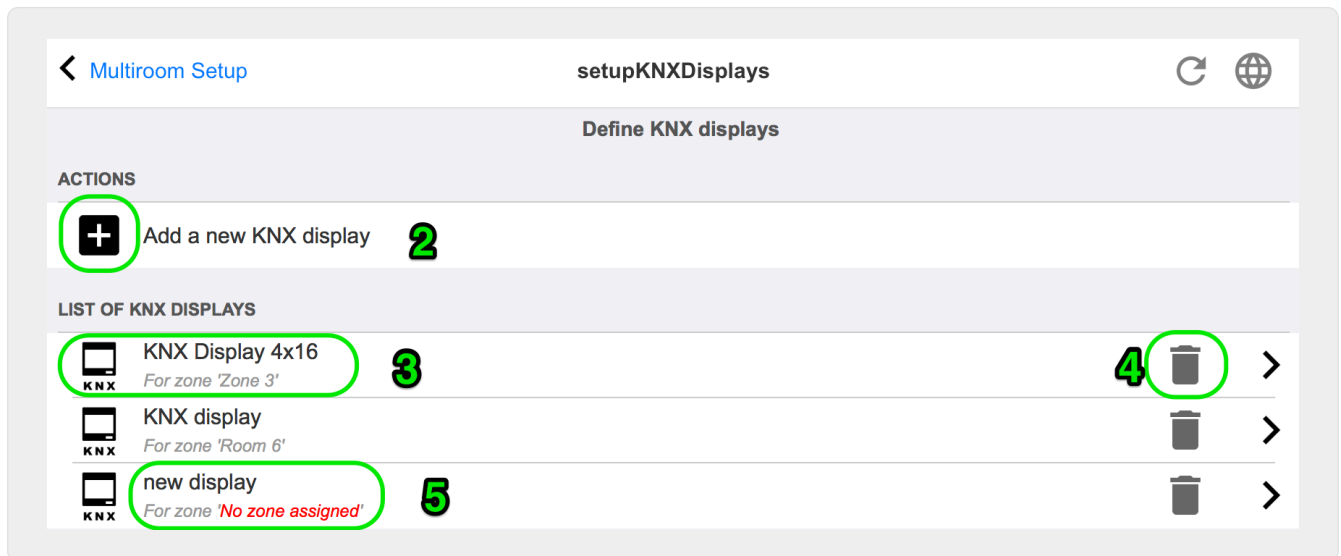 Multiroom Setup
setupKNXDisplays
Define KNX displays
ACTIONS
Add a new KNX display
2
LIST OF KNX DISPLAYS
KNX
KNX Display 4x16
For zone 'Zone 3'
3
4
KNX
KNX display
For zone 'Room 6'
KNX
new display
For zone 'No zone assigned'
5